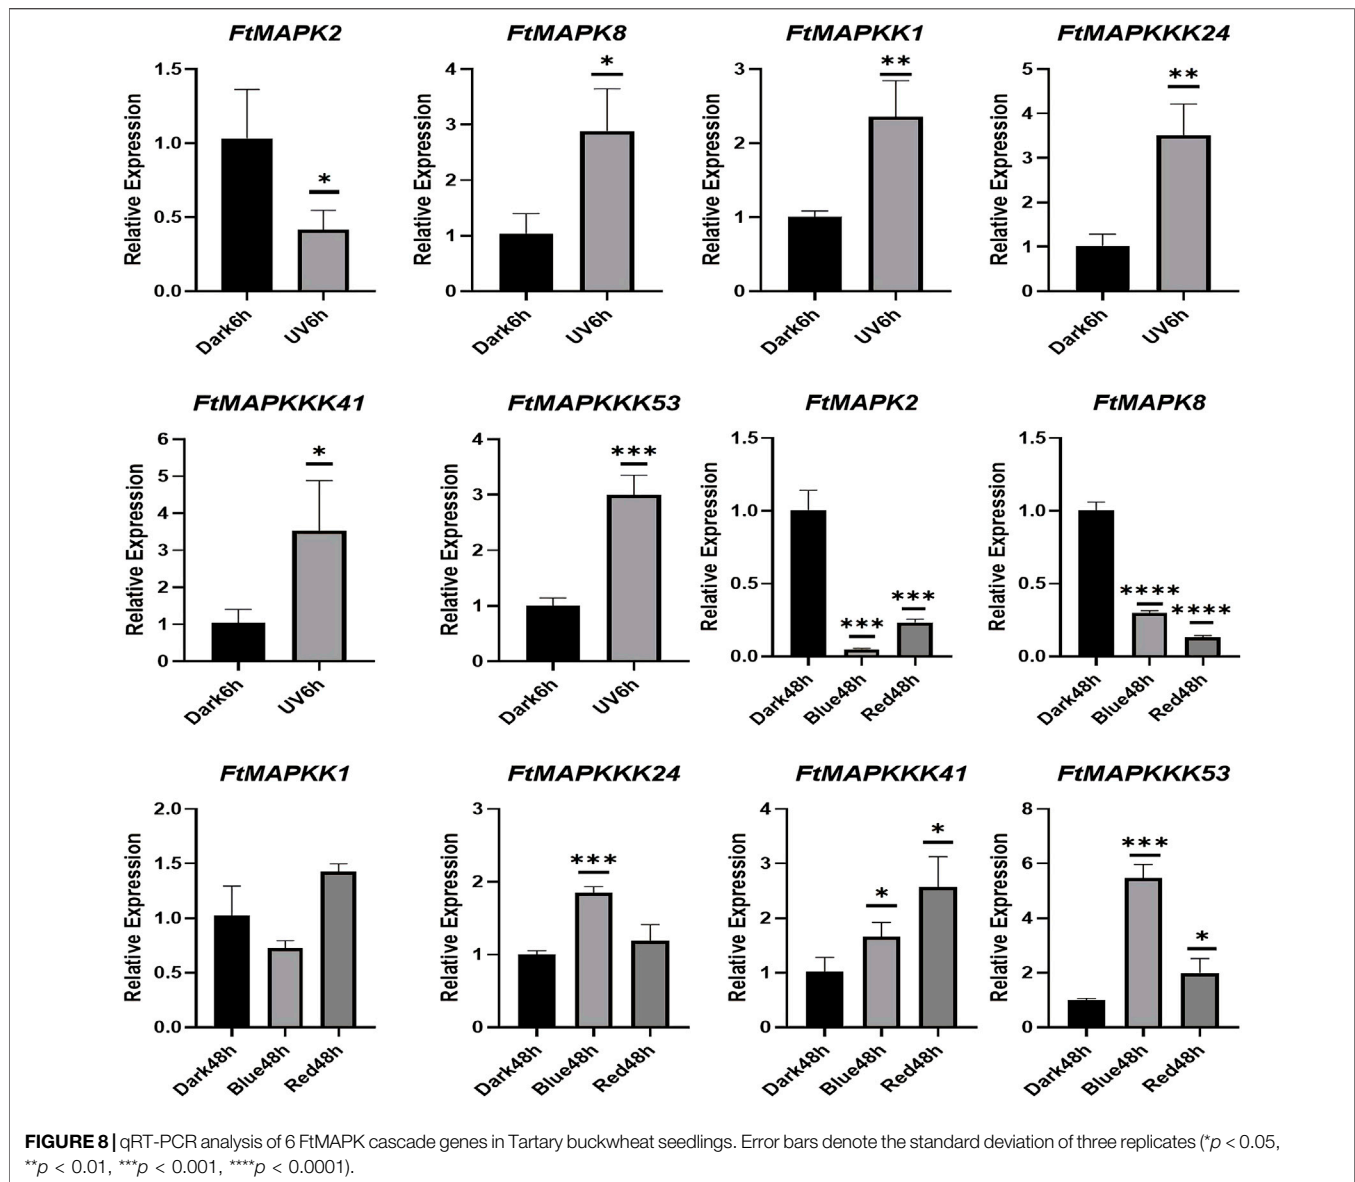 FtMAPK2
FtMAPK8
FtMAPKK1
FtMAPKKK24
Relative Expression
1.5
1.0
0.5
0.0
*
Dark6h
UV6h
Relative Expression
4
3
2
1
0
*
Dark6h
UV6h
Relative Expression
3
2
1
0
**
Dark6h
UV6h
Relative Expression
5
4
3
2
1
0
**
Dark6h
UV6h
FtMAPKKK41
FtMAPKKK53
FtMAPK2
FtMAPK8
Relative Expression
6
5
4
3
2
1
0
*
Dark6h
UV6h
Relative Expression
4
3
2
1
0
***
Dark6h
UV6h
Relative Expression
1.5
1.0
0.5
0.0
***
***
Dark48h
Blue48h
Red48h
Relative Expression
1.5
1.0
0.5
0.0
****
****
Dark48h
Blue48h
Red48h
FtMAPKK1
FtMAPKKK24
FtMAPKKK41
FtMAPKKK53
Relative Expression
2.0
1.5
1.0
0.5
0.0
Dark48h
Blue48h
Red48h
Relative Expression
3
2
1
0
***
Dark48h
Blue48h
Red48h
Relative Expression
4
3
2
1
0
*
*
Dark48h
Blue48h
Red48h
Relative Expression
8
6
4
2
0
***
*
Dark48h
Blue48h
Red48h
FIGURE 8 | qRT-PCR analysis of 6 FtMAPK cascade genes in Tartary buckwheat seedlings. Error bars denote the standard deviation of three replicates (*p < 0.05,
**p < 0.01, ***p < 0.001, ****p < 0.0001).